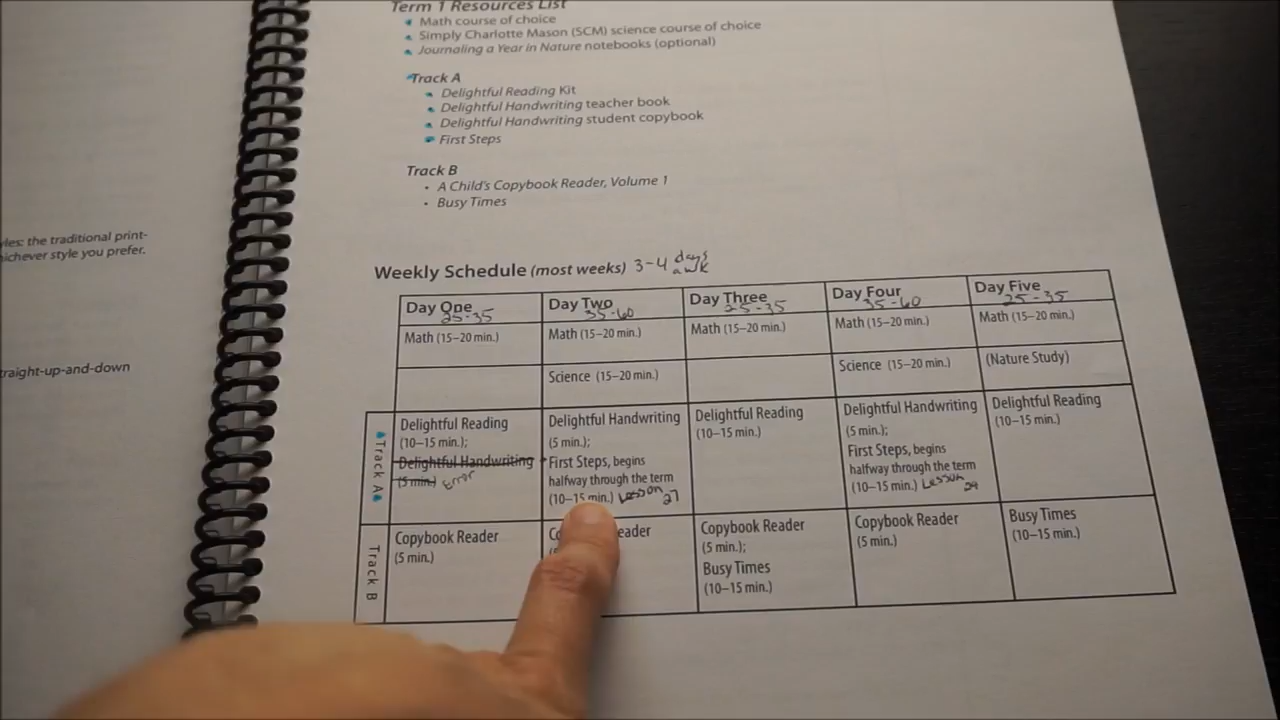 Term 1 Resources List
• Math course of choice
• Simply Charlotte Mason (SCM) science course of choice
• Journaling a Year in Nature notebooks (optional)
Track A
• Delightful Reading Kit
• Delightful Handwriting teacher book
• Delightful Handwriting student copybook
• First Steps
Track B
• A Child's Copybook Reader, Volume 1
• Busy Times
yles: the traditional print-
hichever style you prefer.
traight-up-and-down
Weekly Schedule (most weeks) 3-4 days a wk
Day One
25-35
Day Two
35-60
Day Three
25-35
Day Four
35-60
Day Five
25-35
Math (15–20 min.)
Math (15–20 min.)
Math (15–20 min.)
Math (15–20 min.)
Math (15–20 min.)
Science (15–20 min.)
Science (15–20 min.)
(Nature Study)
Track A
Delightful Reading
(10–15 min.);
Delightful Handwriting
(5 min.) Error
Delightful Handwriting
(5 min.);
First Steps, begins
halfway through the term
(10–15 min.) Lesson 27
Delightful Reading
(10–15 min.)
Delightful Handwriting
(5 min.);
First Steps, begins
halfway through the term
(10–15 min.) Lesson 29
Delightful Reading
(10–15 min.)
Track B
Copybook Reader
(5 min.)
eader
Copybook Reader
(5 min.);
Busy Times
(10–15 min.)
Copybook Reader
(5 min.)
Busy Times
(10–15 min.)